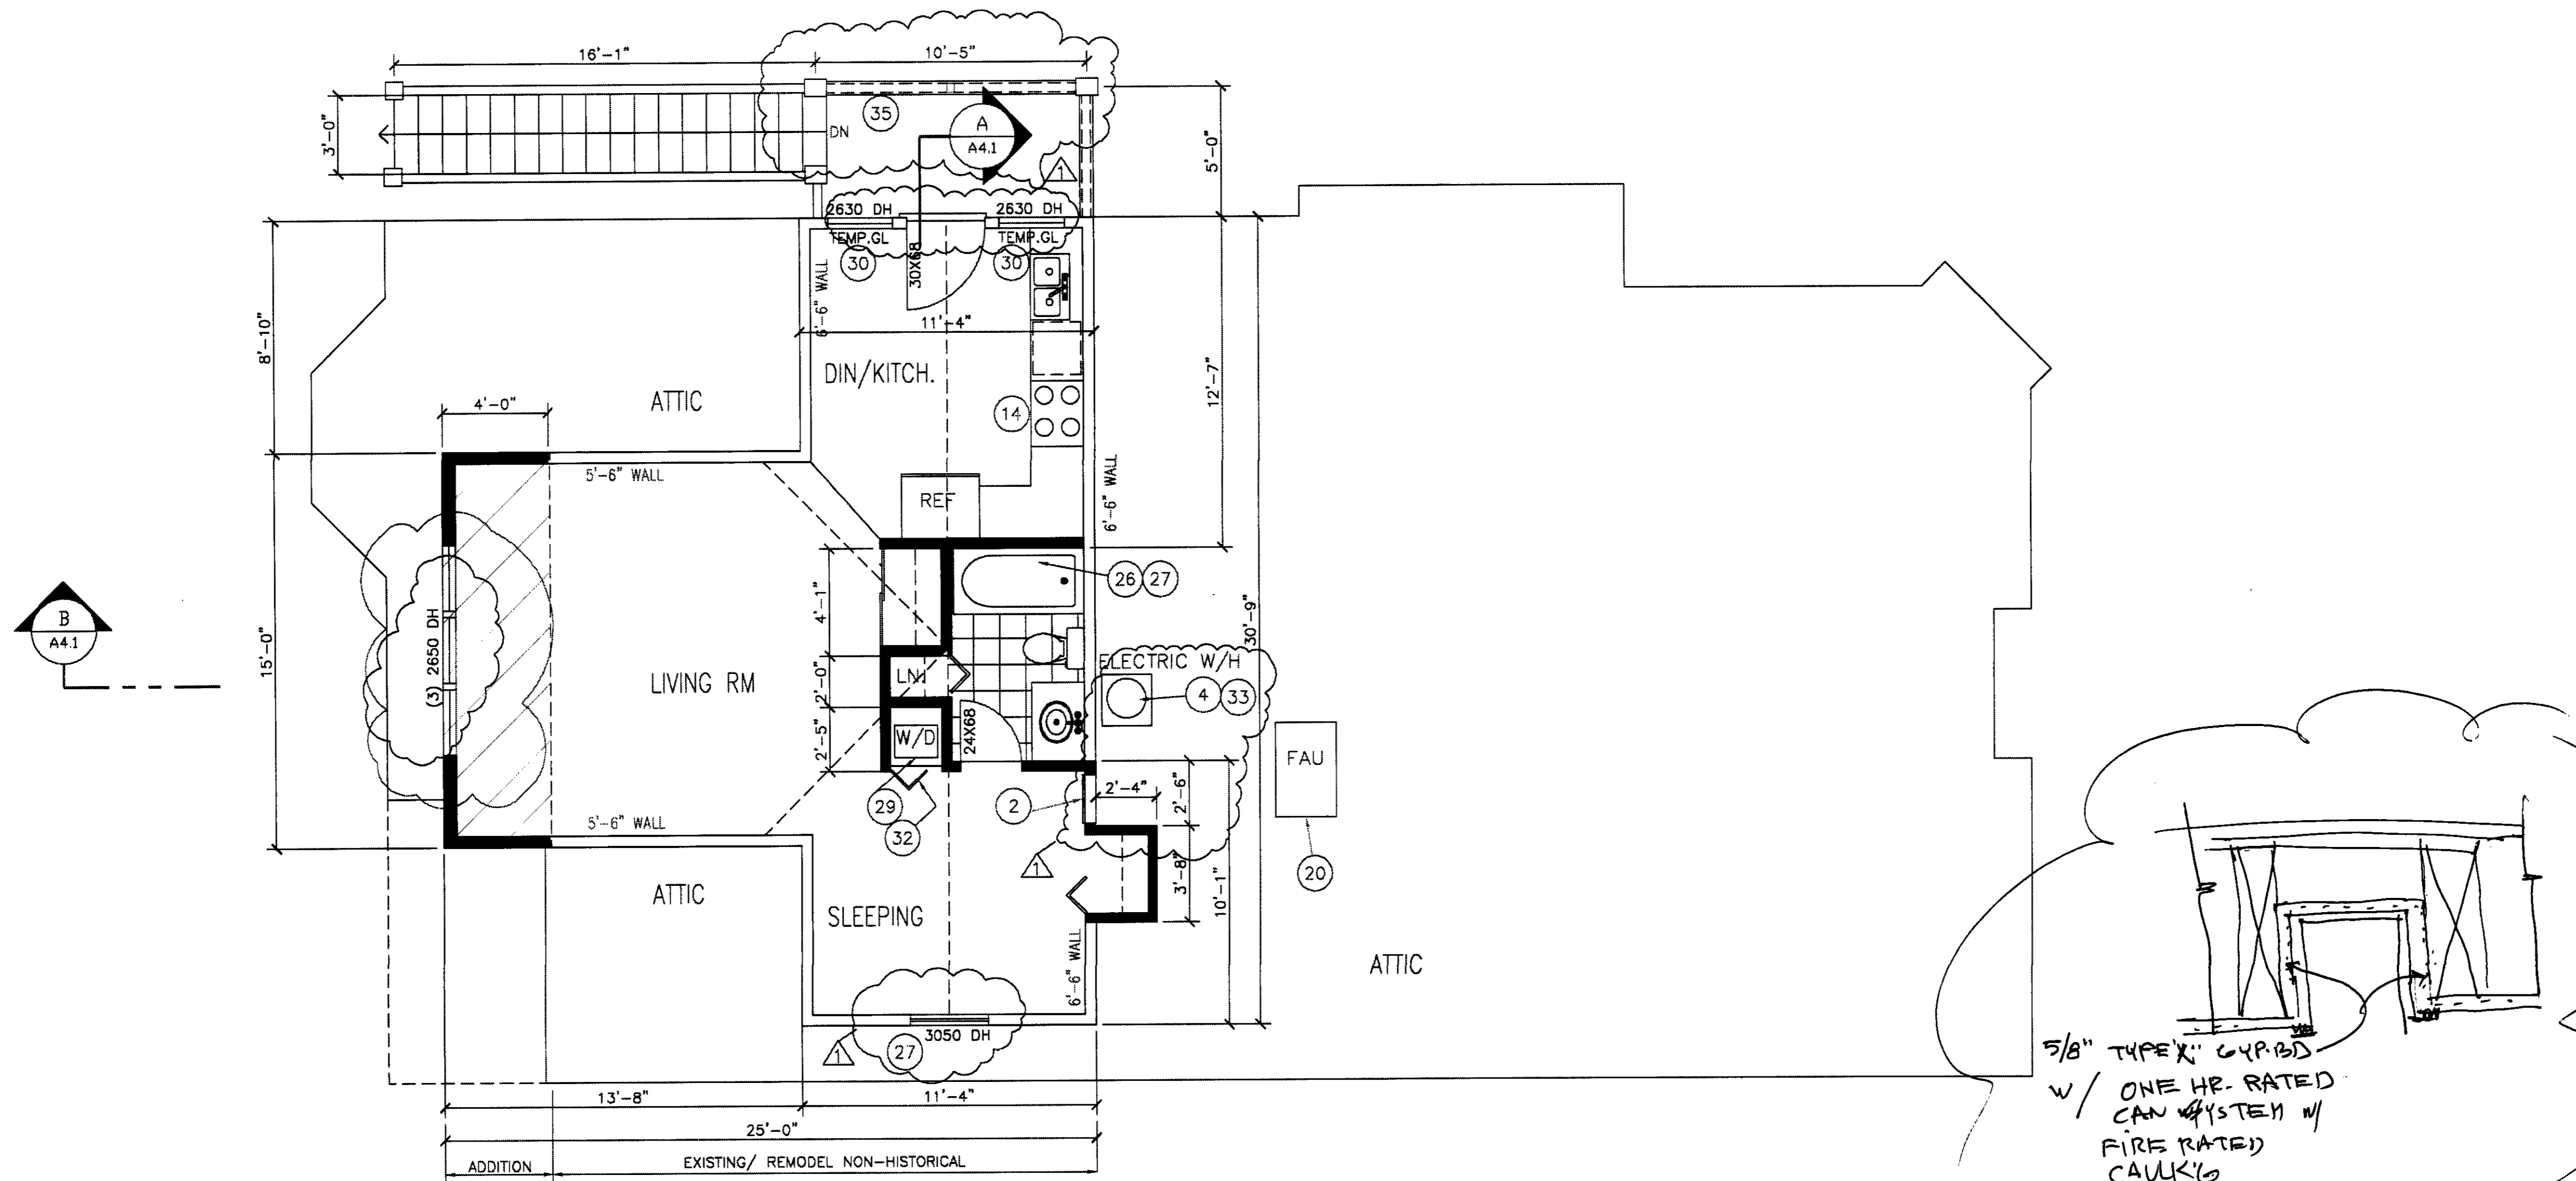 16'-1"
10'-5"
3'-0"
DN
35
A
A4.1
1
5'-0"
2630 DH
2630 DH
TEMP.GL
TEMP.GL
30
30X68
30
6'-6" WALL
11'-4"
8'-10"
DIN/KITCH.
12'-7"
ATTIC
4'-0"
14
5'-6" WALL
REF
6'-6" WALL
26
27
B
A4.1
15'-0"
(3) 2650 DH
4'-1"
30'-9"
ELECTRIC W/H
LIVING RM
LN
2'-0"
4
33
W/D
24X68
2'-5"
FAU
29
2
2'-4"
2'-6"
5'-6" WALL
32
1
3'-8"
20
10'-1"
ATTIC
SLEEPING
6'-6" WALL
ATTIC
3050 DH
1
27
5/8" TYPE 'X' GYP.BD
W/ ONE HR. RATED
CAN SYSTEM W/
FIRE RATED
CAULK'G
13'-8"
11'-4"
25'-0"
ADDITION
EXISTING/ REMODEL NON-HISTORICAL